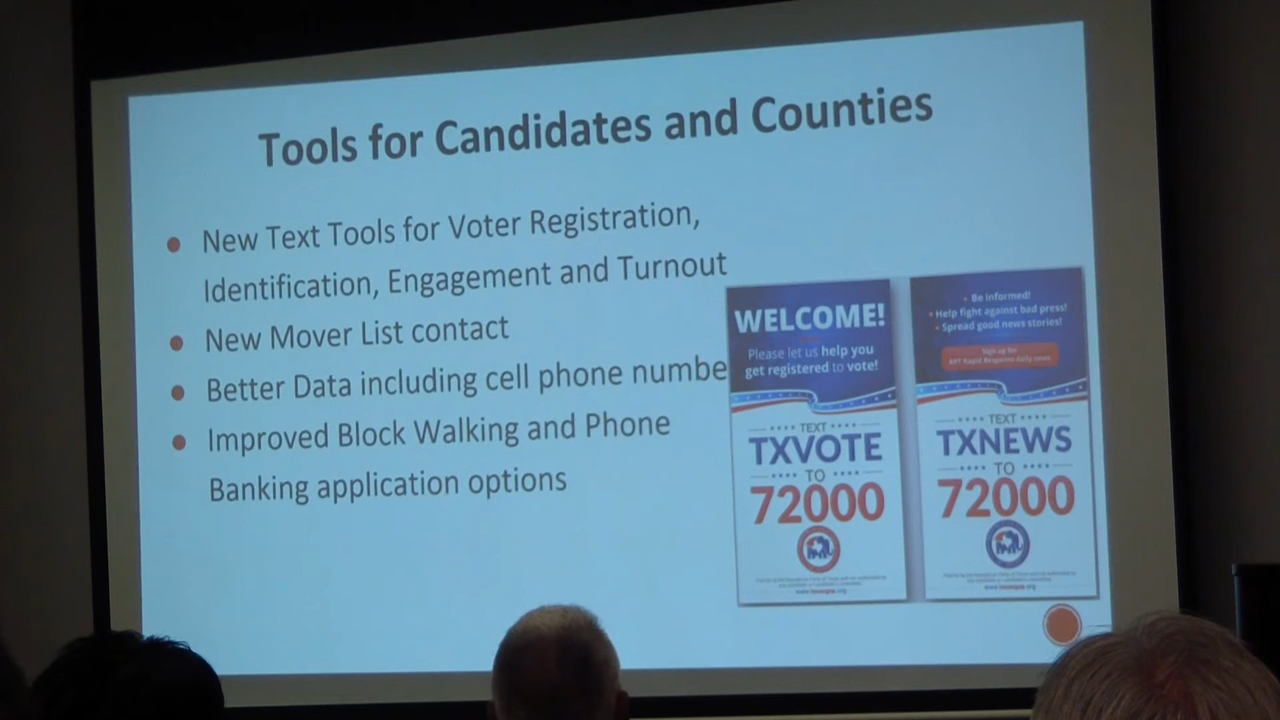 Tools for Candidates and Counties
New Text Tools for Voter Registration,
Identification, Engagement and Turnout
New Mover List contact
Better Data including cell phone numbe
Improved Block Walking and Phone
Banking application options
WELCOME!
Please let us help you
get registered to vote!
TEXT
TXVOTE
TO
72000
Be informed!
Help fight against bad press!
Spread good news stories!
Sign up for
TEXT
TXNEWS
TO
72000